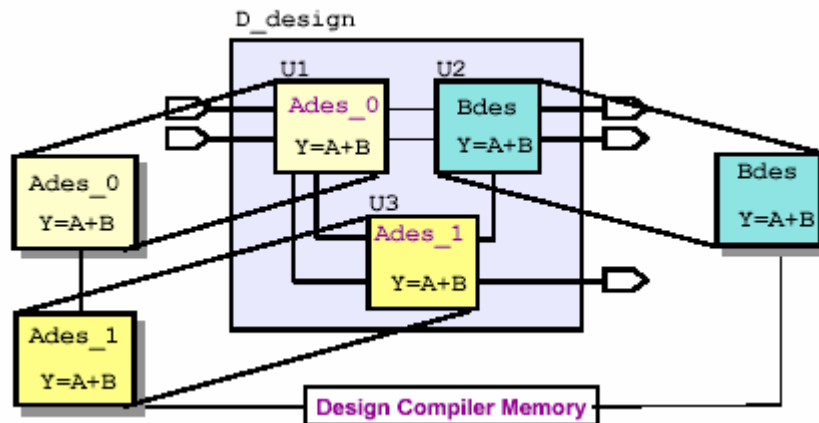 D_design
U1
U2
Ades_0
Y=A+B
Bdes
Y=A+B
Ades_0
Y=A+B
Bdes
Y=A+B
U3
Ades_1
Y=A+B
Ades_1
Y=A+B
Design Compiler Memory